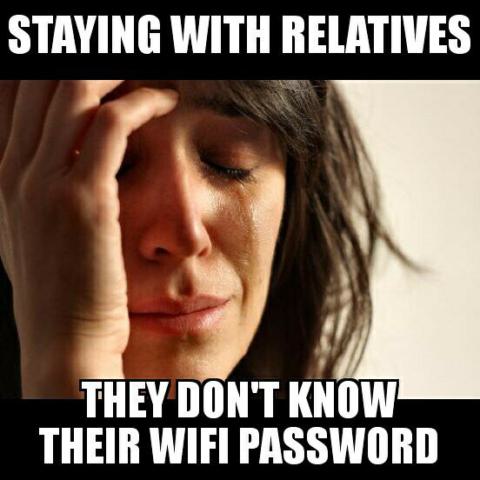 STAYING WITH RELATIVES
THEY DON'T KNOW
THEIR WIFI PASSWORD